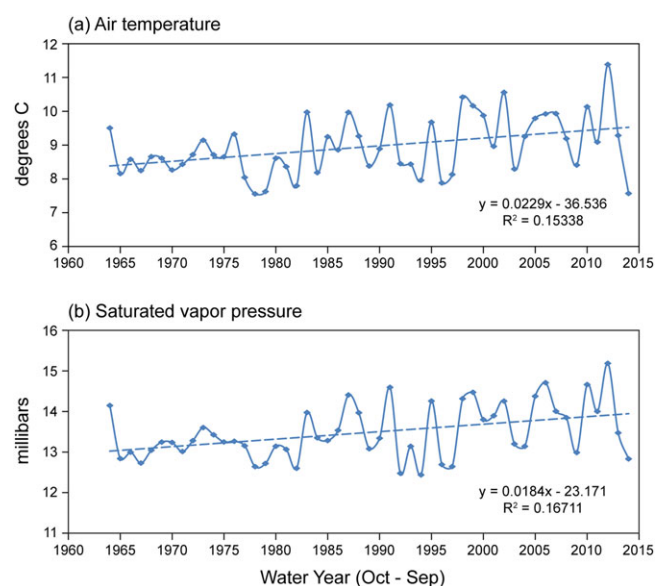 (a) Air temperature
degrees C
12
11
10
9
8
7
6
y = 0.0229x - 36.536
R² = 0.15338
1960 1965 1970 1975 1980 1985 1990 1995 2000 2005 2010 2015
(b) Saturated vapor pressure
millibars
16
15
14
13
12
11
y = 0.0184x - 23.171
R² = 0.16711
1960 1965 1970 1975 1980 1985 1990 1995 2000 2005 2010 2015
Water Year (Oct - Sep)